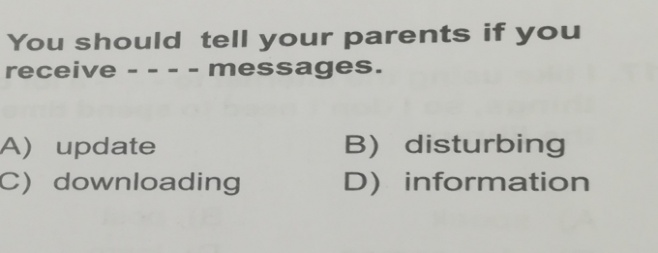 You should tell your parents if you
receive - - - - messages.
A) update B) disturbing
C) downloading D) information